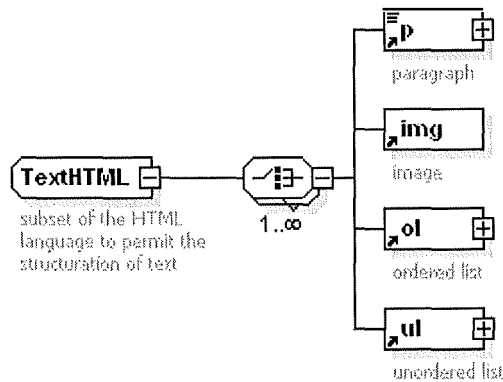 p
paragraph
img
image
TextHTML
subset of the HTML
language to permit the
structuration of text
1..∞
ol
ordered list
ul
unordered list